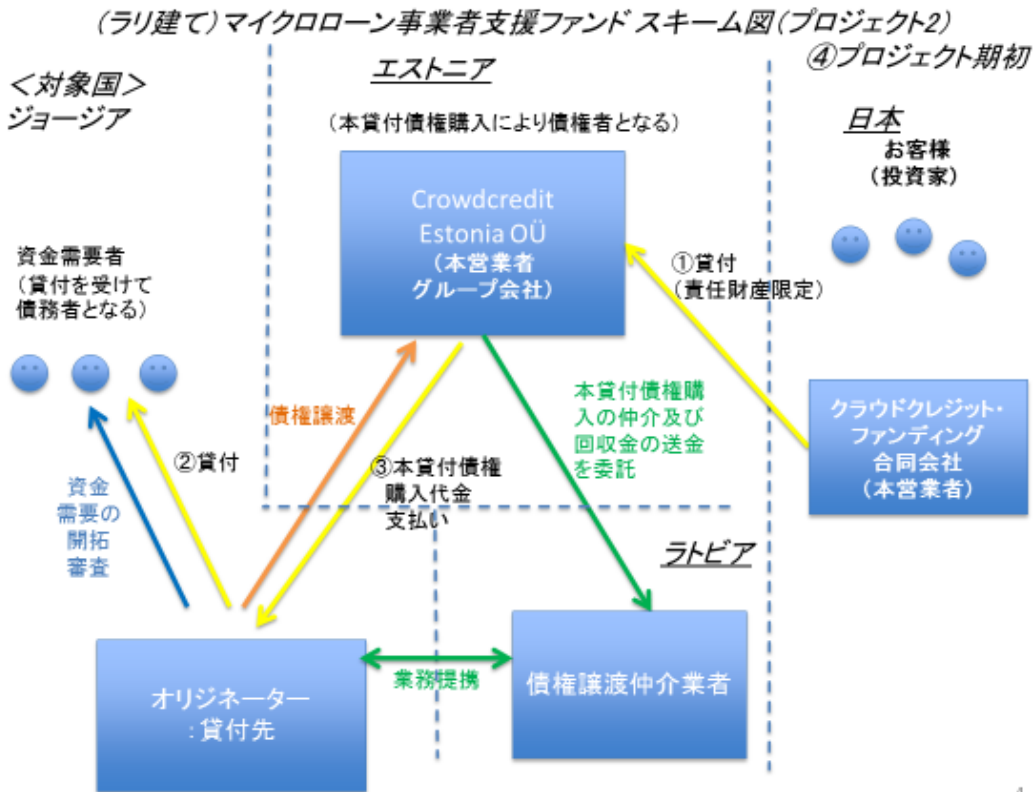 (ラリ建て)マイクロローン事業者支援ファンド スキーム図(プロジェクト2)
④プロジェクト期初
<対象国>
ジョージア
エストニア
(本貸付債権購入により債権者となる)
日本
お客様
(投資家)
Crowdcredit
Estonia OÜ
(本営業者
グループ会社)
①貸付
(責任財産限定)
資金需要者
(貸付を受けて
債務者となる)
債権譲渡
本貸付債権購
入の仲介及び
回収金の送金
を委託
クラウドクレジット・
ファンディング
合同会社
(本営業者)
②貸付
③本貸付債権
購入代金
支払い
資金
需要の
開拓
審査
ラトビア
オリジネーター
:貸付先
業務提携
債権譲渡仲介業者